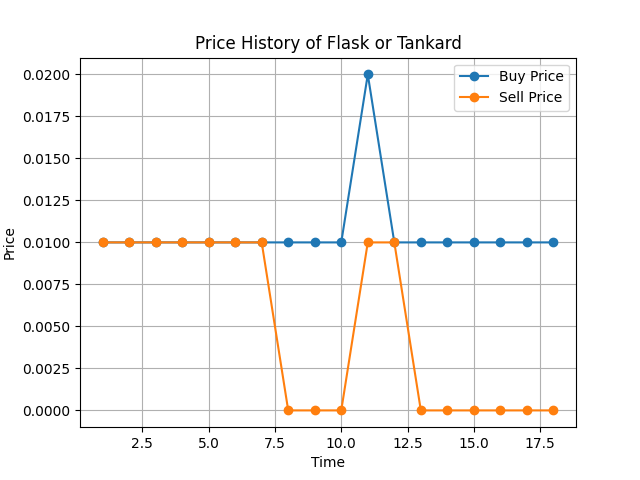 Price History of Flask or Tankard
Buy Price
Sell Price
0.0200
0.0175
0.0150
0.0125
0.0100
0.0075
0.0050
0.0025
0.0000
Price
2.5 5.0 7.5 10.0 12.5 15.0 17.5
Time